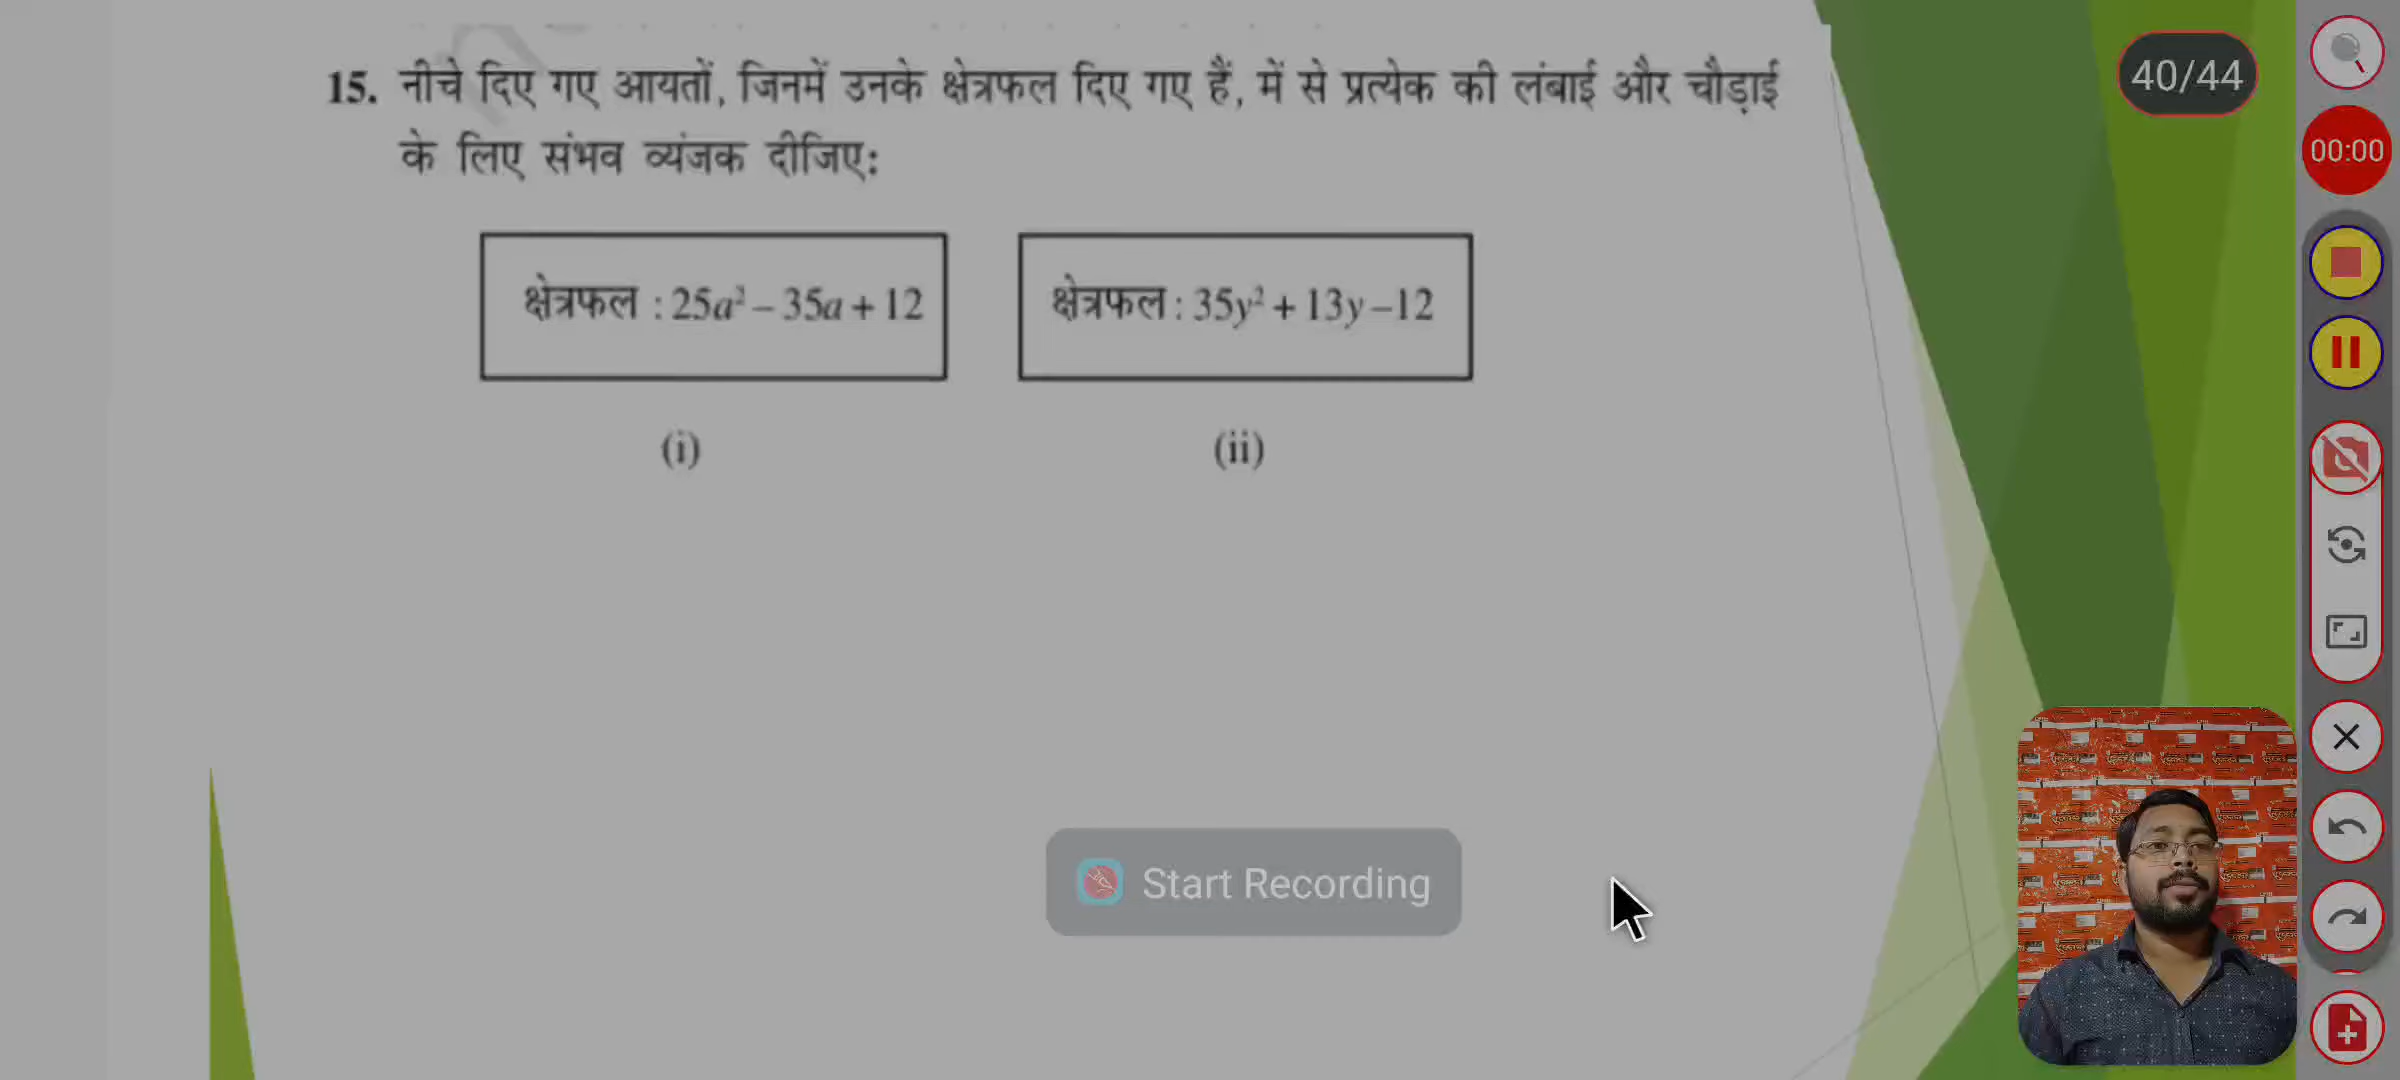 15. नीचे दिए गए आयतों, जिनमें उनके क्षेत्रफल दिए गए हैं, में से प्रत्येक की लंबाई और चौड़ाई
के लिए संभव व्यंजक दीजिए:
क्षेत्रफल : 25a² – 35a + 12
क्षेत्रफल : 35y² + 13y –12
(i)
(ii)
40/44
00:00
Start Recording